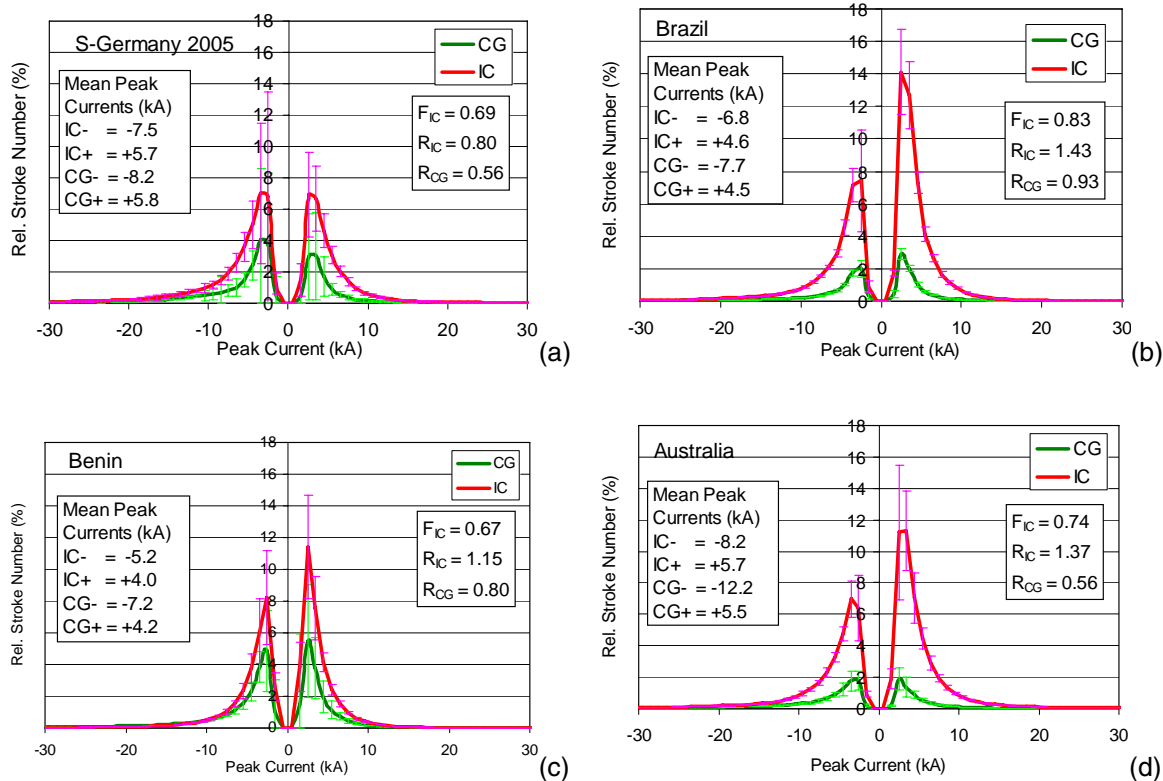 S-Germany 2005
CG
IC
Mean Peak
Currents (kA)
IC- = -7.5
IC+ = +5.7
CG- = -8.2
CG+ = +5.8
F_IC = 0.69
R_IC = 0.80
R_CG = 0.56
Rel. Stroke Number (%)
18
16
14
12
10
8
6
4
2
0
-30 -20 -10 0 10 20 30
Peak Current (kA)
(a)
Brazil
CG
IC
Mean Peak
Currents (kA)
IC- = -6.8
IC+ = +4.6
CG- = -7.7
CG+ = +4.5
F_IC = 0.83
R_IC = 1.43
R_CG = 0.93
Rel. Stroke Number (%)
18
16
14
12
10
8
6
4
2
0
-30 -20 -10 0 10 20 30
Peak Current (kA)
(b)
Benin
CG
IC
Mean Peak
Currents (kA)
IC- = -5.2
IC+ = +4.0
CG- = -7.2
CG+ = +4.2
F_IC = 0.67
R_IC = 1.15
R_CG = 0.80
Rel. Stroke Number (%)
18
16
14
12
10
8
6
4
2
0
-30 -20 -10 0 10 20 30
Peak Current (kA)
(c)
Australia
CG
IC
Mean Peak
Currents (kA)
IC- = -8.2
IC+ = +5.7
CG- = -12.2
CG+ = +5.5
F_IC = 0.74
R_IC = 1.37
R_CG = 0.56
Rel. Stroke Number (%)
18
16
14
12
10
8
6
4
2
0
-30 -20 -10 0 10 20 30
Peak Current (kA)
(d)